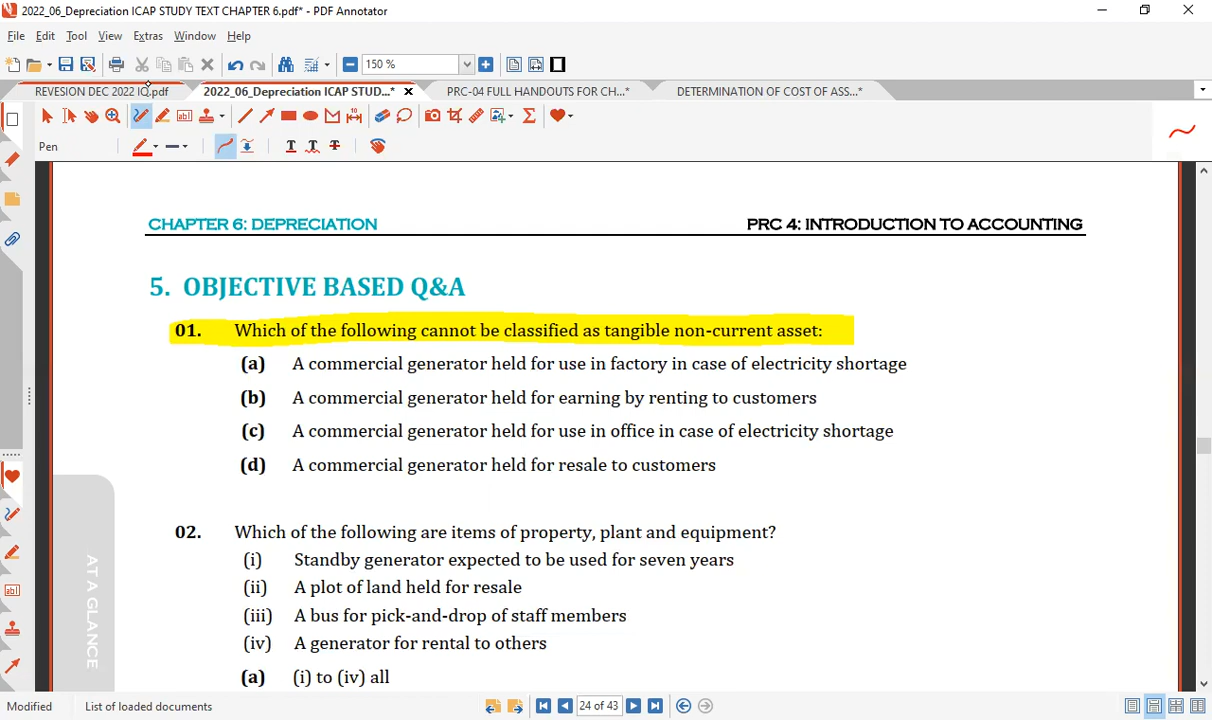 2022_06_Depreciation ICAP STUDY TEXT CHAPTER 6.pdf* - PDF Annotator
File Edit Tool View Extras Window Help
150 %
REVESION DEC 2022 IQ.pdf 2022_06_Depreciation ICAP STUD...* PRC-04 FULL HANDOUTS FOR CH...* DETERMINATION OF COST OF ASS...*
Pen
CHAPTER 6: DEPRECIATION PRC 4: INTRODUCTION TO ACCOUNTING
5. OBJECTIVE BASED Q&A
01. Which of the following cannot be classified as tangible non-current asset:
(a) A commercial generator held for use in factory in case of electricity shortage
(b) A commercial generator held for earning by renting to customers
(c) A commercial generator held for use in office in case of electricity shortage
(d) A commercial generator held for resale to customers
02. Which of the following are items of property, plant and equipment?
(i) Standby generator expected to be used for seven years
(ii) A plot of land held for resale
(iii) A bus for pick-and-drop of staff members
(iv) A generator for rental to others
(a) (i) to (iv) all
AT A GLANCE
Modified List of loaded documents 24 of 43